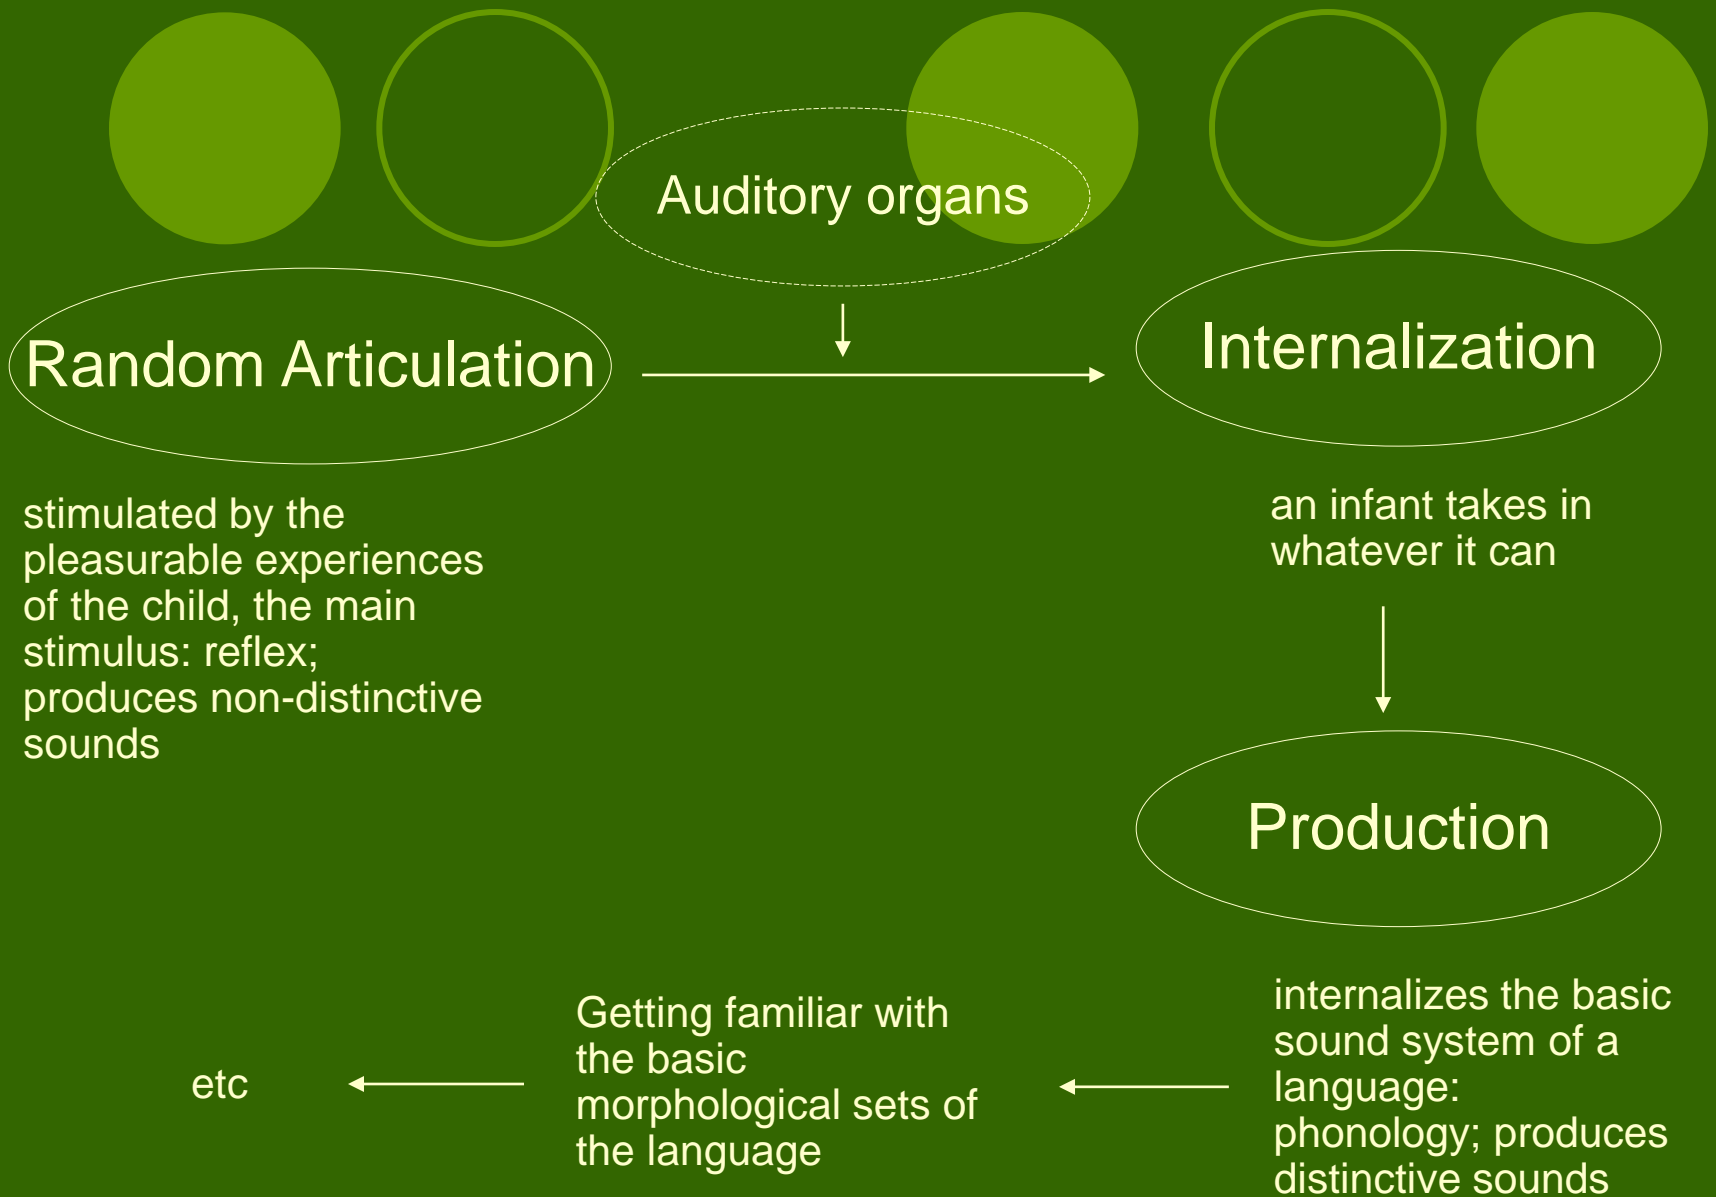 Auditory organs
Random Articulation
Internalization
stimulated by the
pleasurable experiences
of the child, the main
stimulus: reflex;
produces non-distinctive
sounds
an infant takes in
whatever it can
Production
internalizes the basic
sound system of a
language:
phonology; produces
distinctive sounds
Getting familiar with
the basic
morphological sets of
the language
etc